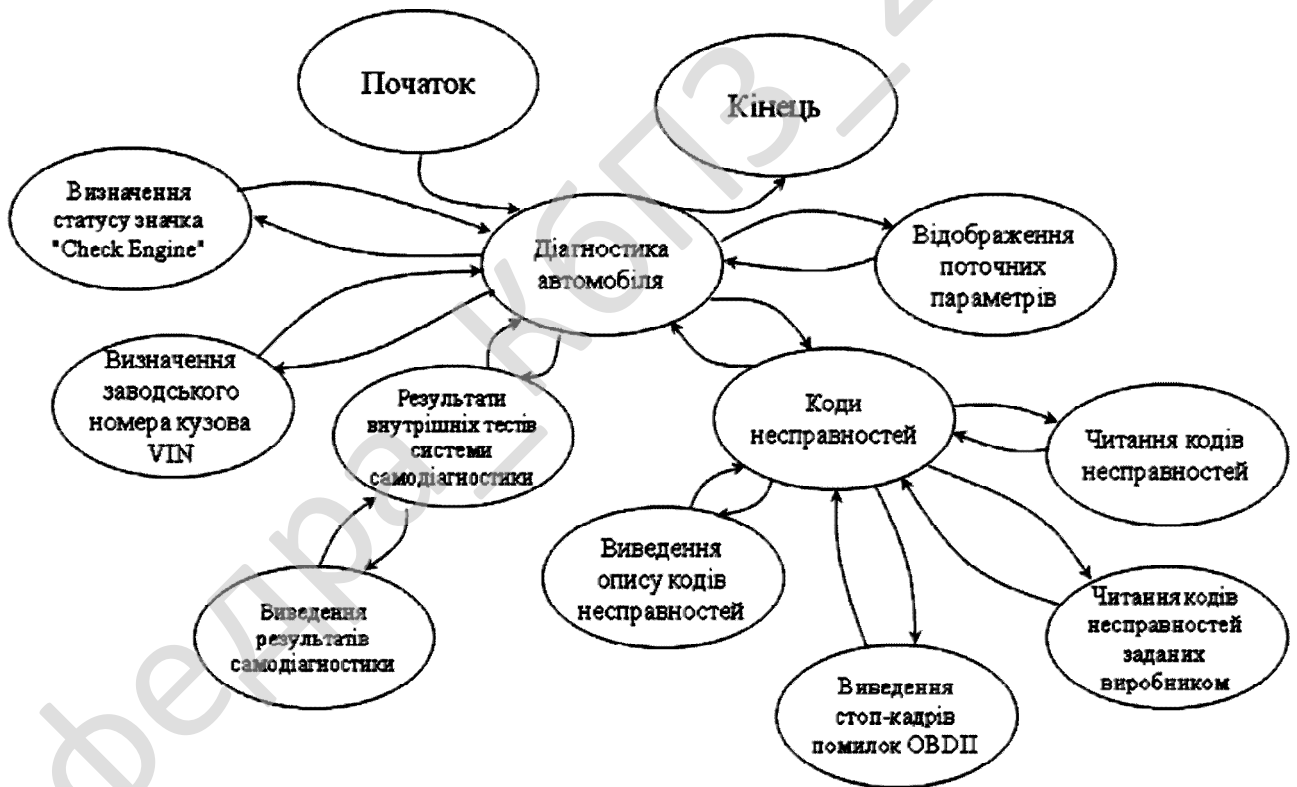 Початок
Кінець
Визначення
статусу значка
"Check Engine"
Діагностика
автомобіля
Відображення
поточних
параметрів
Визначення
заводського
номера кузова
VIN
Результати
внутрішніх тестів
системи
самодіагностики
Коди
несправностей
Читання кодів
несправностей
Виведення
опису кодів
несправностей
Виведення
результатів
самодіагностики
Читання кодів
несправностей
заданих
виробником
Виведення
стоп-кадрів
помилок OBDII
федра_КбПЗ_2